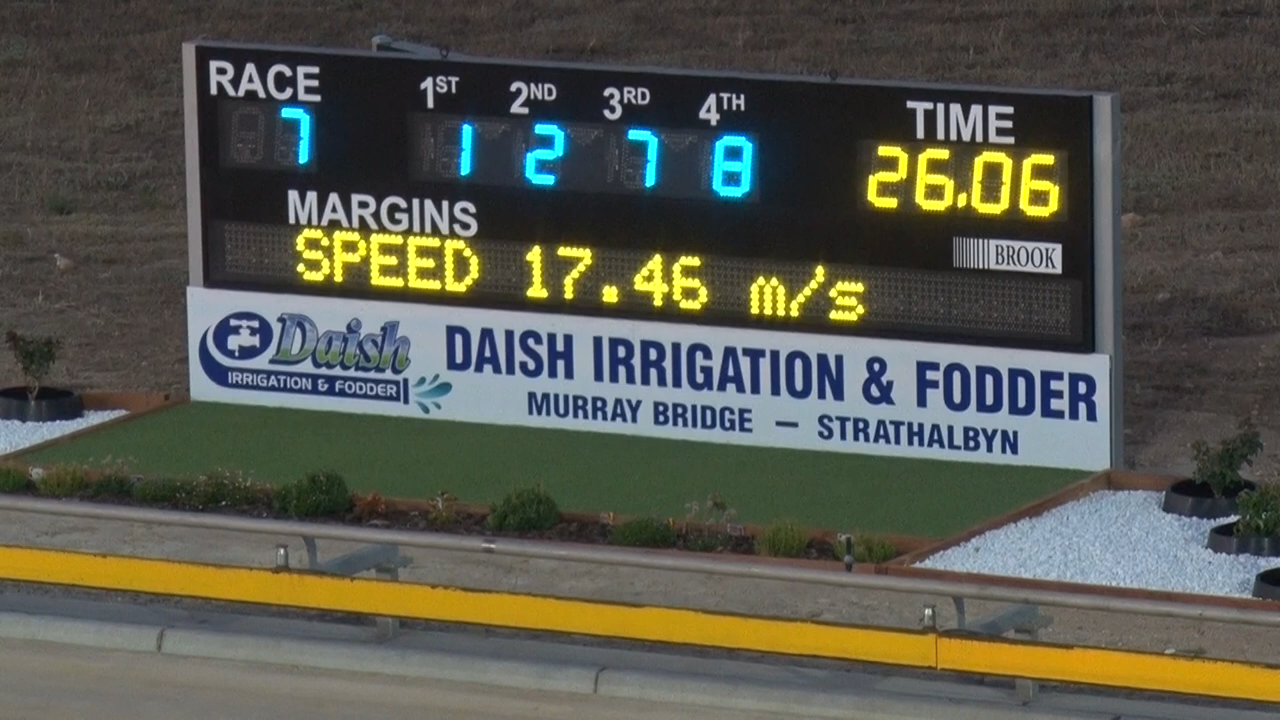 RACE 1ST 2ND 3RD 4TH TIME
7 1 2 7 8 26.06
MARGINS
BROOK
SPEED 17.46 m/s
Daish
IRRIGATION & FODDER
DAISH IRRIGATION & FODDER
MURRAY BRIDGE — STRATHALBYN